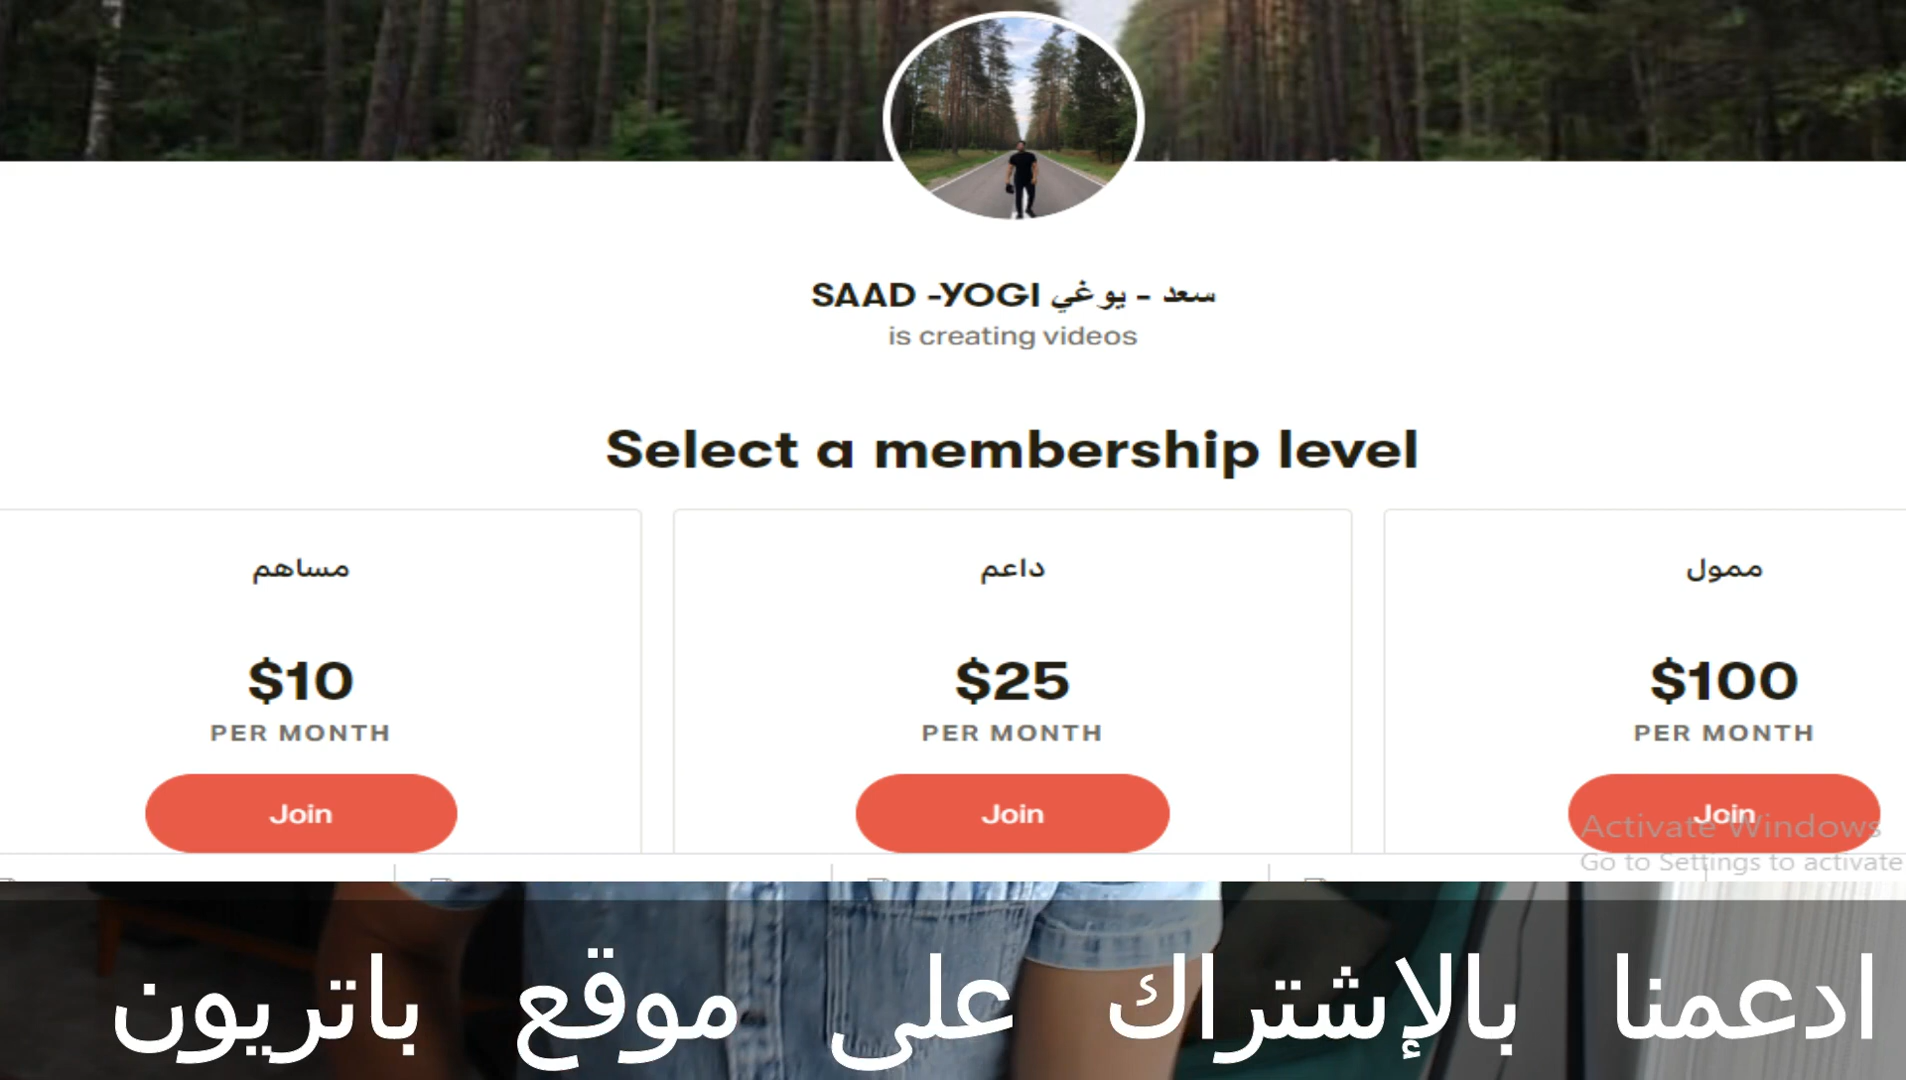 SAAD -YOGI سعد - يوغي
is creating videos
Select a membership level
مساهم
$10
PER MONTH
Join
داعم
$25
PER MONTH
Join
ممول
$100
PER MONTH
Join
Activate Windows
Go to Settings to activate
ادعمنا بالإشتراك على موقع باتريون